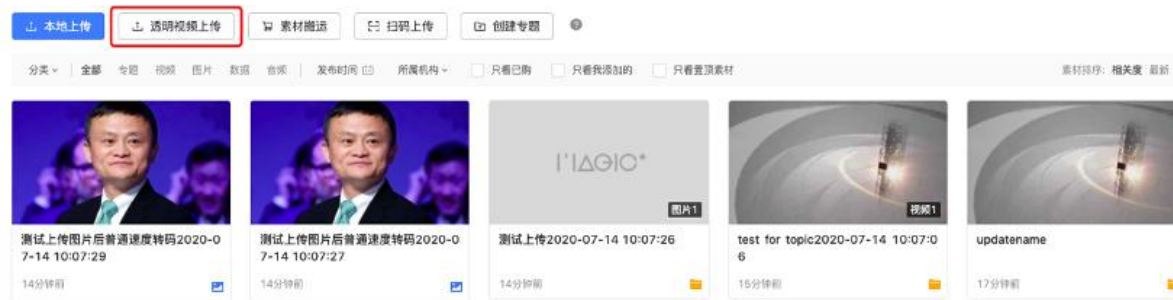 本地上传 透明视频上传 素材搬运 扫码上传 创建专题
分类 全部 专题 视频 图片 数据 音频 发布时间 所属机构 只看已购 只看我添加的 只看置顶素材 素材排序: 相关度 最新
图片1
视频1
测试上传图片后普通速度转码2020-0
7-14 10:07:29
14分钟前
测试上传图片后普通速度转码2020-0
7-14 10:07:27
14分钟前
测试上传2020-07-14 10:07:26
14分钟前
test for topic2020-07-14 10:07:0
6
15分钟前
updatename
17分钟前